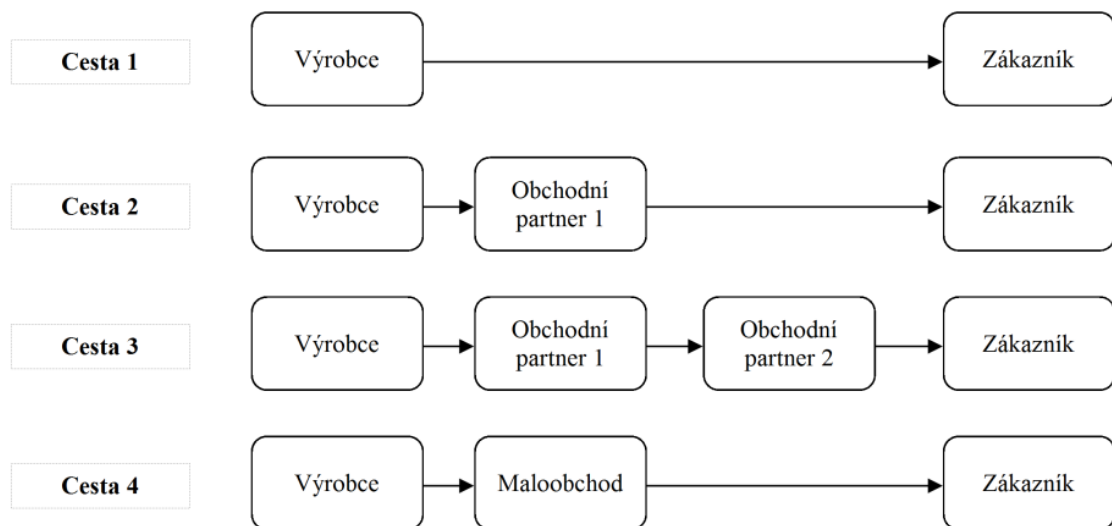 Cesta 1
Výrobce
Zákazník
Cesta 2
Výrobce
Obchodní
partner 1
Zákazník
Cesta 3
Výrobce
Obchodní
partner 1
Obchodní
partner 2
Zákazník
Cesta 4
Výrobce
Maloobchod
Zákazník